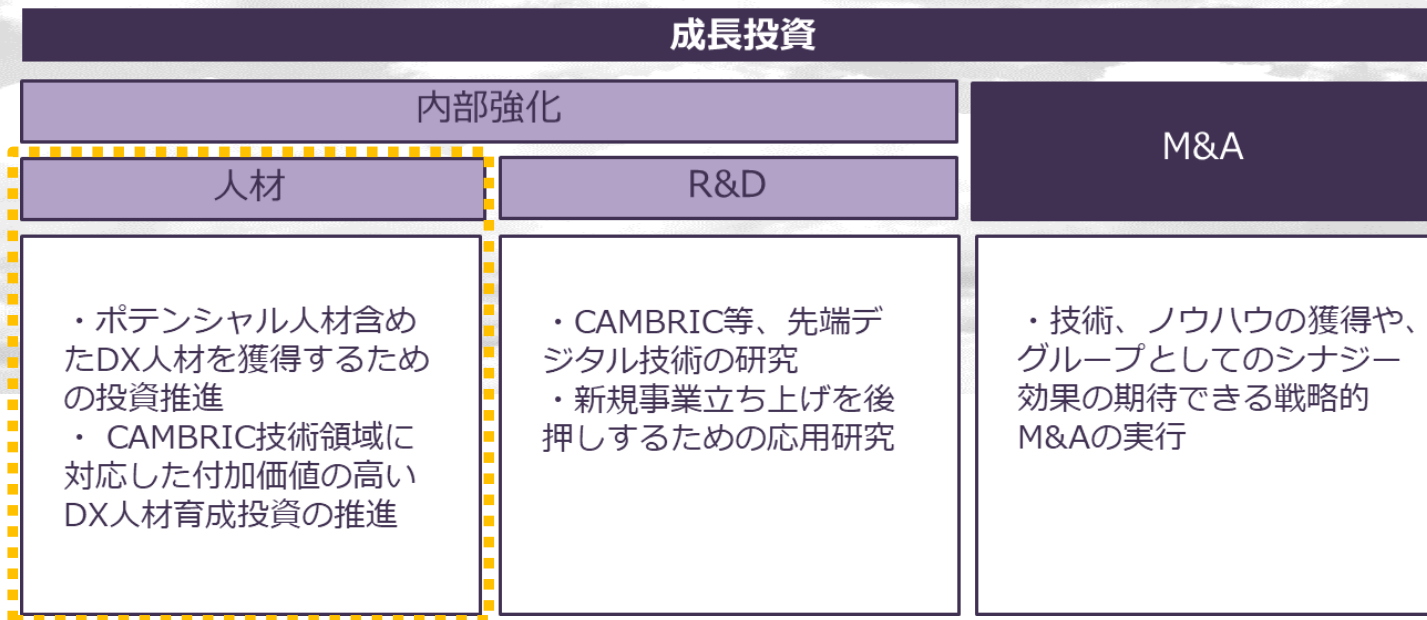 成長投資
内部強化
人材
R&D
M&A
・ポテンシャル人材含め
たDX人材を獲得するため
の投資推進
・ CAMBRIC技術領域に
対応した付加価値の高い
DX人材育成投資の推進
・CAMBRIC等、先端デ
ジタル技術の研究
・新規事業立ち上げを後
押しするための応用研究
・技術、ノウハウの獲得や、
グループとしてのシナジー
効果の期待できる戦略的
M&Aの実行